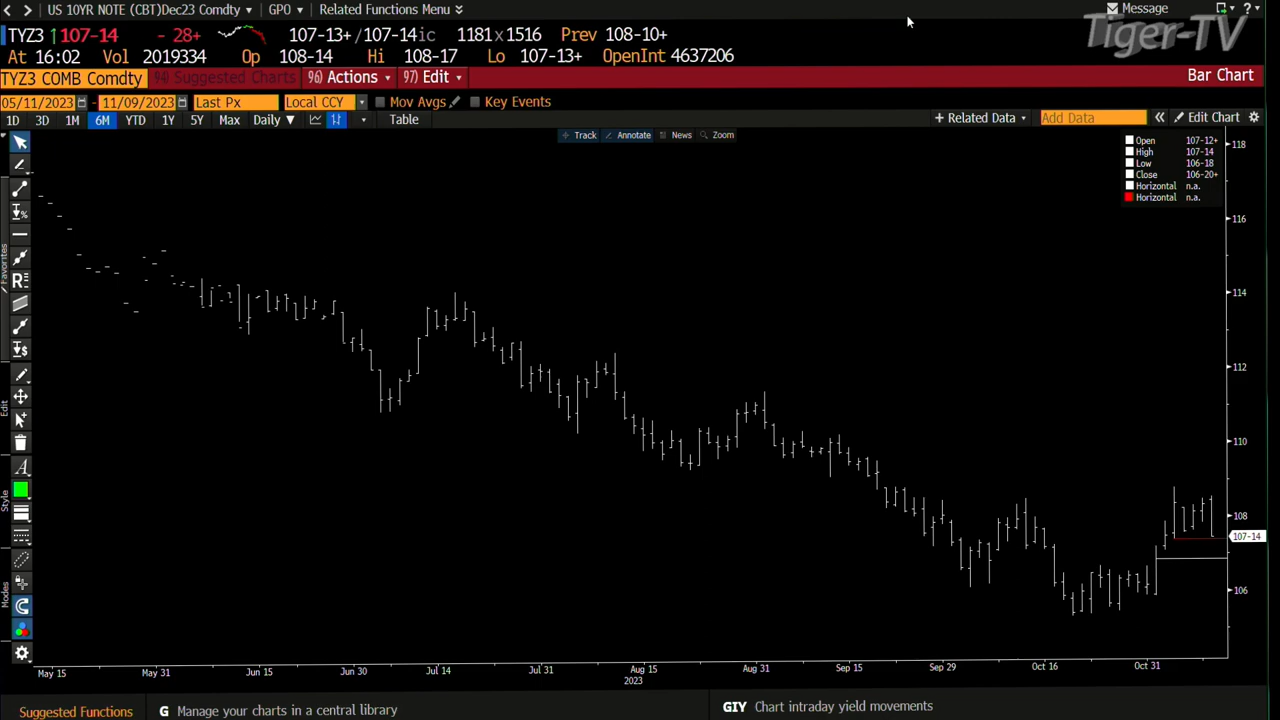 US 10YR NOTE (CBT)Dec23 Comdty GPO Related Functions Menu Message
Tiger-TV
TYZ3 ↑107-14 - 28+ 107-13+/107-14ic 1181x1516 Prev 108-10+
At 16:02 Vol 2019334 Op 108-14 Hi 108-17 Lo 107-13+ OpenInt 4637206
TYZ3 COMB Comdty 94) Suggested Charts 96) Actions 97) Edit Bar Chart
05/11/2023 - 11/09/2023 Last Px Local CCY Mov Avgs Key Events
1D 3D 1M 6M YTD 1Y 5Y Max Daily ▼ Table + Related Data Add Data « Edit Chart
Track Annotate News Zoom
Open 107-12+
High 107-14
Low 106-18
Close 106-20+
Horizontal n.a.
Horizontal n.a.
118
116
114
112
110
108
107-14
106
Favorites
Edit
Style
Modes
May 15 May 31 Jun 15 Jun 30 Jul 14 Jul 31 Aug 15 Aug 31 Sep 15 Sep 29 Oct 16 Oct 31
2023
Suggested Functions G Manage your charts in a central library GIY Chart intraday yield movements